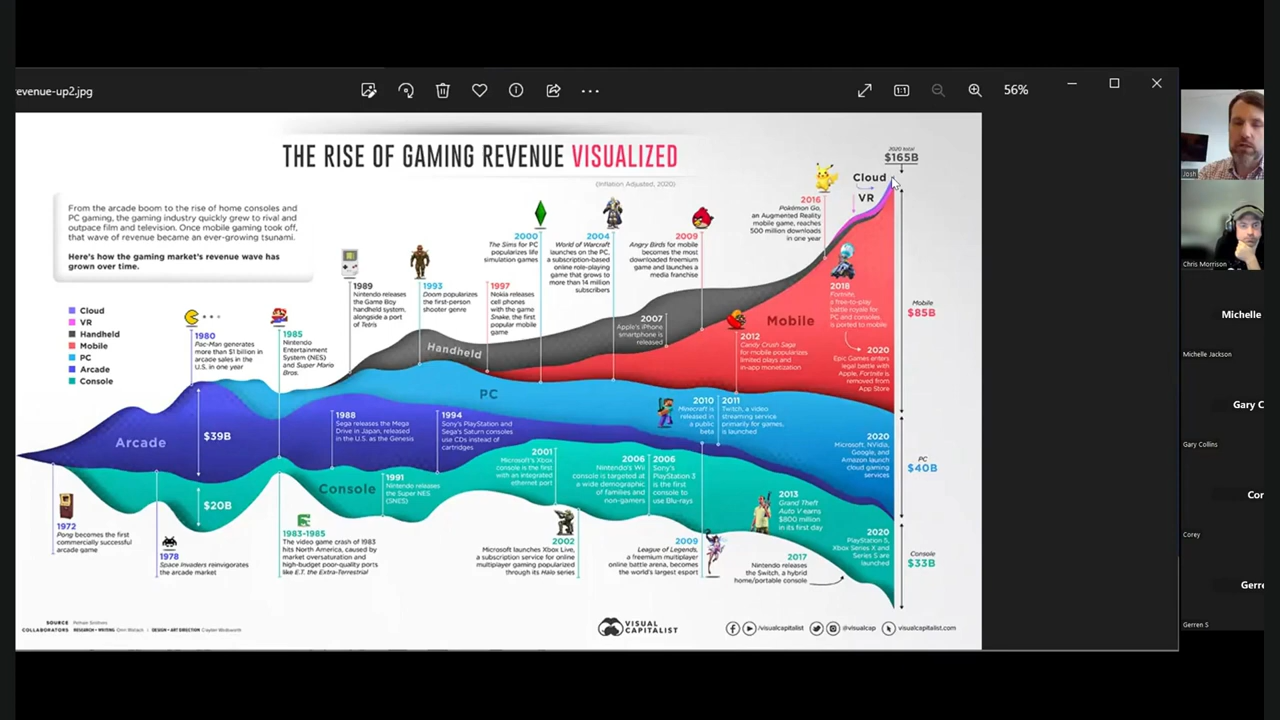 evenue-up2.jpg
56%
THE RISE OF GAMING REVENUE VISUALIZED
(Inflation Adjusted, 2020)
From the arcade boom to the rise of home consoles and
PC gaming, the gaming industry quickly grew to rival and
outpace film and television. Once mobile gaming took off,
that wave of revenue became an ever-growing tsunami.
Here's how the gaming market's revenue wave has
grown over time.
Cloud
VR
Handheld
Mobile
PC
Arcade
Console
1980
Pac-Man generates
more than $1 billion in
arcade sales in the
U.S. in one year
1985
Nintendo
Entertainment
System (NES)
and Super Mario
Bros.
1989
Nintendo releases
the Game Boy
handheld system,
alongside a port
of Tetris
1993
Doom popularizes
the first-person
shooter genre
1997
Nokia releases
cell phones
with the game
Snake, the first
popular mobile
game
2000
The Sims for PC
popularizes life
simulation games
2004
World of Warcraft
launches on the PC,
a subscription-based
online role-playing
game that grows to
more than 14 million
subscribers
2009
Angry Birds for mobile
becomes the most
downloaded freemium
game and launches a
media franchise
2007
Apple's iPhone
smartphone is
released
2016
Pokémon Go,
an Augmented Reality
mobile game, reaches
500 million downloads
in one year
2012
Candy Crush Saga
for mobile popularizes
limited plays and
in-app monetization
2018
Fortnite,
a free-to-play
battle royale for
PC and consoles,
is ported to mobile
2020
Epic Games enters
legal battle with
Apple, Fortnite is
removed from
App Store
2020 total
$165B
Cloud
VR
Mobile
$85B
Handheld
Mobile
PC
Arcade
$39B
Console
$20B
1988
Sega releases the Mega
Drive in Japan, released
in the U.S. as the Genesis
1994
Sony's PlayStation and
Sega's Saturn consoles
use CDs instead of
cartridges
1991
Nintendo releases
the Super NES
(SNES)
2001
Microsoft's Xbox
console is the first
with an integrated
ethernet port
2006
Nintendo's Wii
console is targeted at
a wide demographic
of families and
non-gamers
2006
Sony's
PlayStation 3
is the first
console to
use Blu-rays
2010
Minecraft is
released in
a public
beta
2011
Twitch, a video
streaming service
primarily for games,
is launched
2013
Grand Theft
Auto V earns
$800 million
in its first day
2020
Microsoft, NVidia,
Google, and
Amazon launch
cloud gaming
services
PC
$40B
2020
PlayStation 5,
Xbox Series X and
Series S are
launched
Console
$33B
1972
Pong becomes the first
commercially successful
arcade game
1978
Space Invaders reinvigorates
the arcade market
1983-1985
The video game crash of 1983
hits North America, caused by
market oversaturation and
high-budget poor-quality ports
like E.T. the Extra-Terrestrial
2002
Microsoft launches Xbox Live,
a subscription service for online
multiplayer gaming popularized
through its Halo series
2009
League of Legends,
a freemium multiplayer
online battle arena, becomes
the world's largest esport
2017
Nintendo releases
the Switch, a hybrid
home/portable console
SOURCE Pelham Smithers
COLLABORATORS RESEARCH + WRITING Omri Wallach | DESIGN + ART DIRECTION Clayton Wadsworth
VISUAL
CAPITALIST
/visualcapitalist
@visualcap
visualcapitalist.com
Josh
Chris Morrison
Michelle
Michelle Jackson
Gary C
Gary Collins
Cor
Corey
Gerre
Gerren S